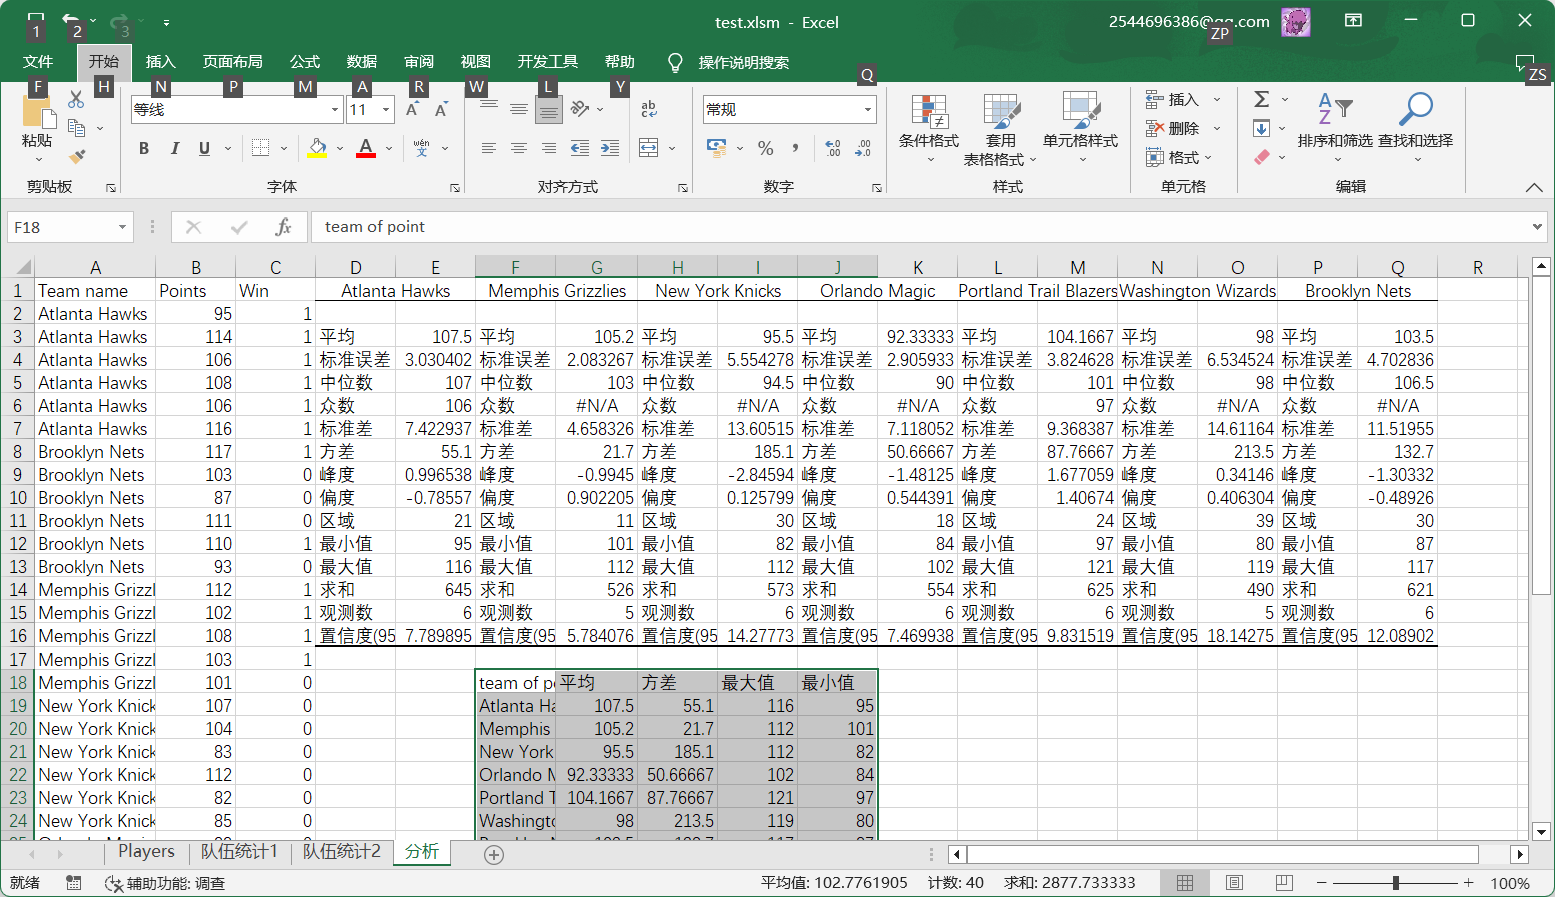 test.xlsm - Excel
2544696386@qq.com
1 2 3 ZP
文件 开始 插入 页面布局 公式 数据 审阅 视图 开发工具 帮助 操作说明搜索
F H N P M A R W L Y Q ZS
粘贴
等线 11
ab
常规
条件格式 套用 表格格式 单元格样式
插入
删除
格式
排序和筛选 查找和选择
B I U A wén 文
剪贴板 字体 对齐方式 数字 样式 单元格 编辑
F18 fx team of point
A B C D E F G H I J K L M N O P Q R
1 Team name Points Win Atlanta Hawks Memphis Grizzlies New York Knicks Orlando Magic Portland Trail Blazers Washington Wizards Brooklyn Nets
2 Atlanta Hawks 95 1
3 Atlanta Hawks 114 1 平均 107.5 平均 105.2 平均 95.5 平均 92.33333 平均 104.1667 平均 98 平均 103.5
4 Atlanta Hawks 106 1 标准误差 3.030402 标准误差 2.083267 标准误差 5.554278 标准误差 2.905933 标准误差 3.824628 标准误差 6.534524 标准误差 4.702836
5 Atlanta Hawks 108 1 中位数 107 中位数 103 中位数 94.5 中位数 90 中位数 101 中位数 98 中位数 106.5
6 Atlanta Hawks 106 1 众数 106 众数 #N/A 众数 #N/A 众数 #N/A 众数 97 众数 #N/A 众数 #N/A
7 Atlanta Hawks 116 1 标准差 7.422937 标准差 4.658326 标准差 13.60515 标准差 7.118052 标准差 9.368387 标准差 14.61164 标准差 11.51955
8 Brooklyn Nets 117 1 方差 55.1 方差 21.7 方差 185.1 方差 50.66667 方差 87.76667 方差 213.5 方差 132.7
9 Brooklyn Nets 103 0 峰度 0.996538 峰度 -0.9945 峰度 -2.84594 峰度 -1.48125 峰度 1.677059 峰度 0.34146 峰度 -1.30332
10 Brooklyn Nets 87 0 偏度 -0.78557 偏度 0.902205 偏度 0.125799 偏度 0.544391 偏度 1.40674 偏度 0.406304 偏度 -0.48926
11 Brooklyn Nets 111 0 区域 21 区域 11 区域 30 区域 18 区域 24 区域 39 区域 30
12 Brooklyn Nets 110 1 最小值 95 最小值 101 最小值 82 最小值 84 最小值 97 最小值 80 最小值 87
13 Brooklyn Nets 93 0 最大值 116 最大值 112 最大值 112 最大值 102 最大值 121 最大值 119 最大值 117
14 Memphis Grizzl 112 1 求和 645 求和 526 求和 573 求和 554 求和 625 求和 490 求和 621
15 Memphis Grizzl 102 1 观测数 6 观测数 5 观测数 6 观测数 6 观测数 6 观测数 5 观测数 6
16 Memphis Grizzl 108 1 置信度(95 7.789895 置信度(95 5.784076 置信度(95 14.27773 置信度(95 7.469938 置信度(95 9.831519 置信度(95 18.14275 置信度(95 12.08902
17 Memphis Grizzl 103 1
18 Memphis Grizzl 101 0 team of po 平均 方差 最大值 最小值
19 New York Knick 107 0 Atlanta Ha 107.5 55.1 116 95
20 New York Knick 104 0 Memphis 105.2 21.7 112 101
21 New York Knick 83 0 New York 95.5 185.1 112 82
22 New York Knick 112 0 Orlando M 92.33333 50.66667 102 84
23 New York Knick 82 0 Portland T 104.1667 87.76667 121 97
24 New York Knick 85 0 Washingto 98 213.5 119 80
Players 队伍统计1 队伍统计2 分析
就绪 辅助功能: 调查 平均值: 102.7761905 计数: 40 求和: 2877.733333 100%